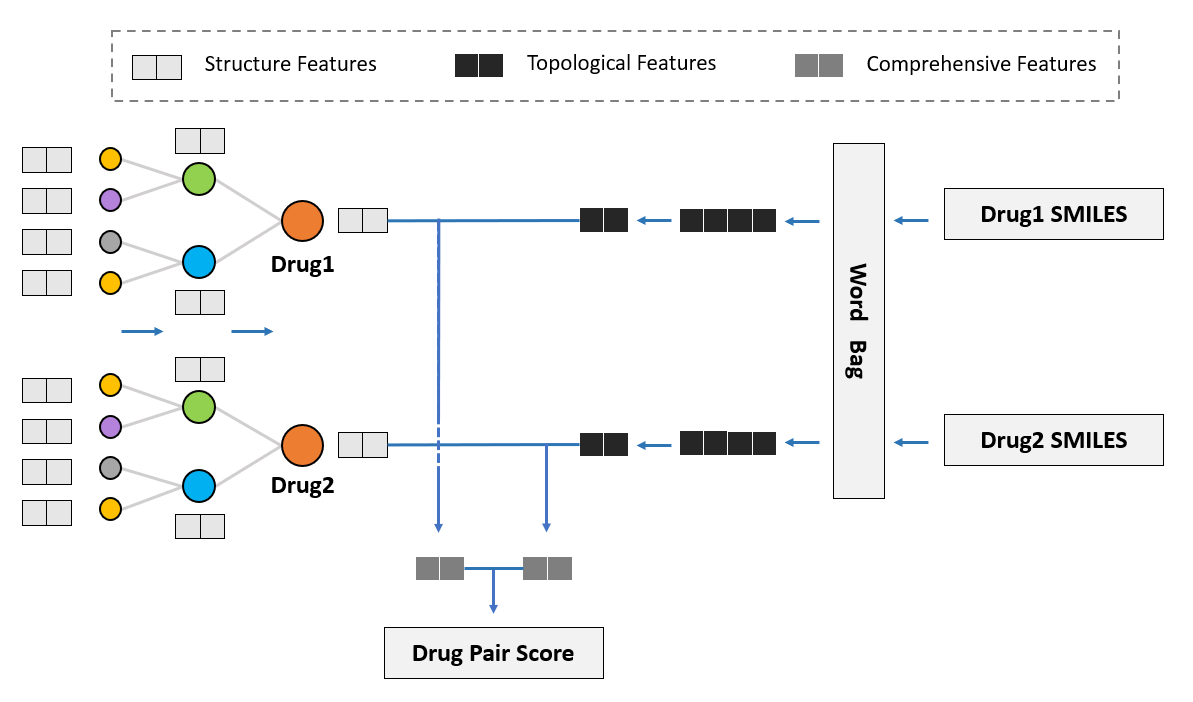 Structure Features
Topological Features
Comprehensive Features
Drug1 SMILES
Drug1
Word Bag
Drug2 SMILES
Drug2
Drug Pair Score